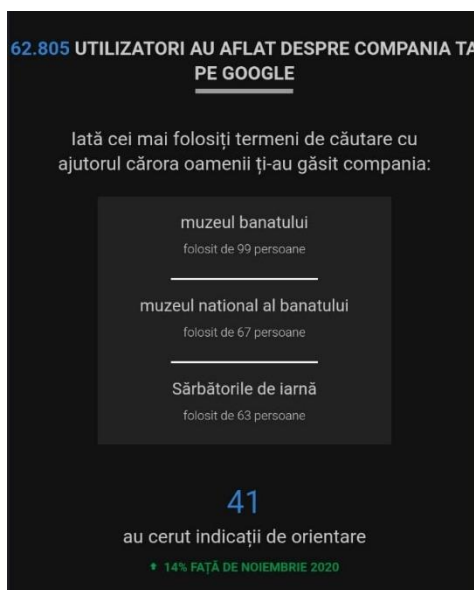 62.805 UTILIZATORI AU AFLAT DESPRE COMPANIA TA
PE GOOGLE
Iată cei mai folosiți termeni de căutare cu
ajutorul cărora oamenii ți-au găsit compania:
muzeul banatului
folosit de 99 persoane
muzeul national al banatului
folosit de 67 persoane
Sărbătorile de iarnă
folosit de 63 persoane
41
au cerut indicații de orientare
14% FAȚĂ DE NOIEMBRIE 2020